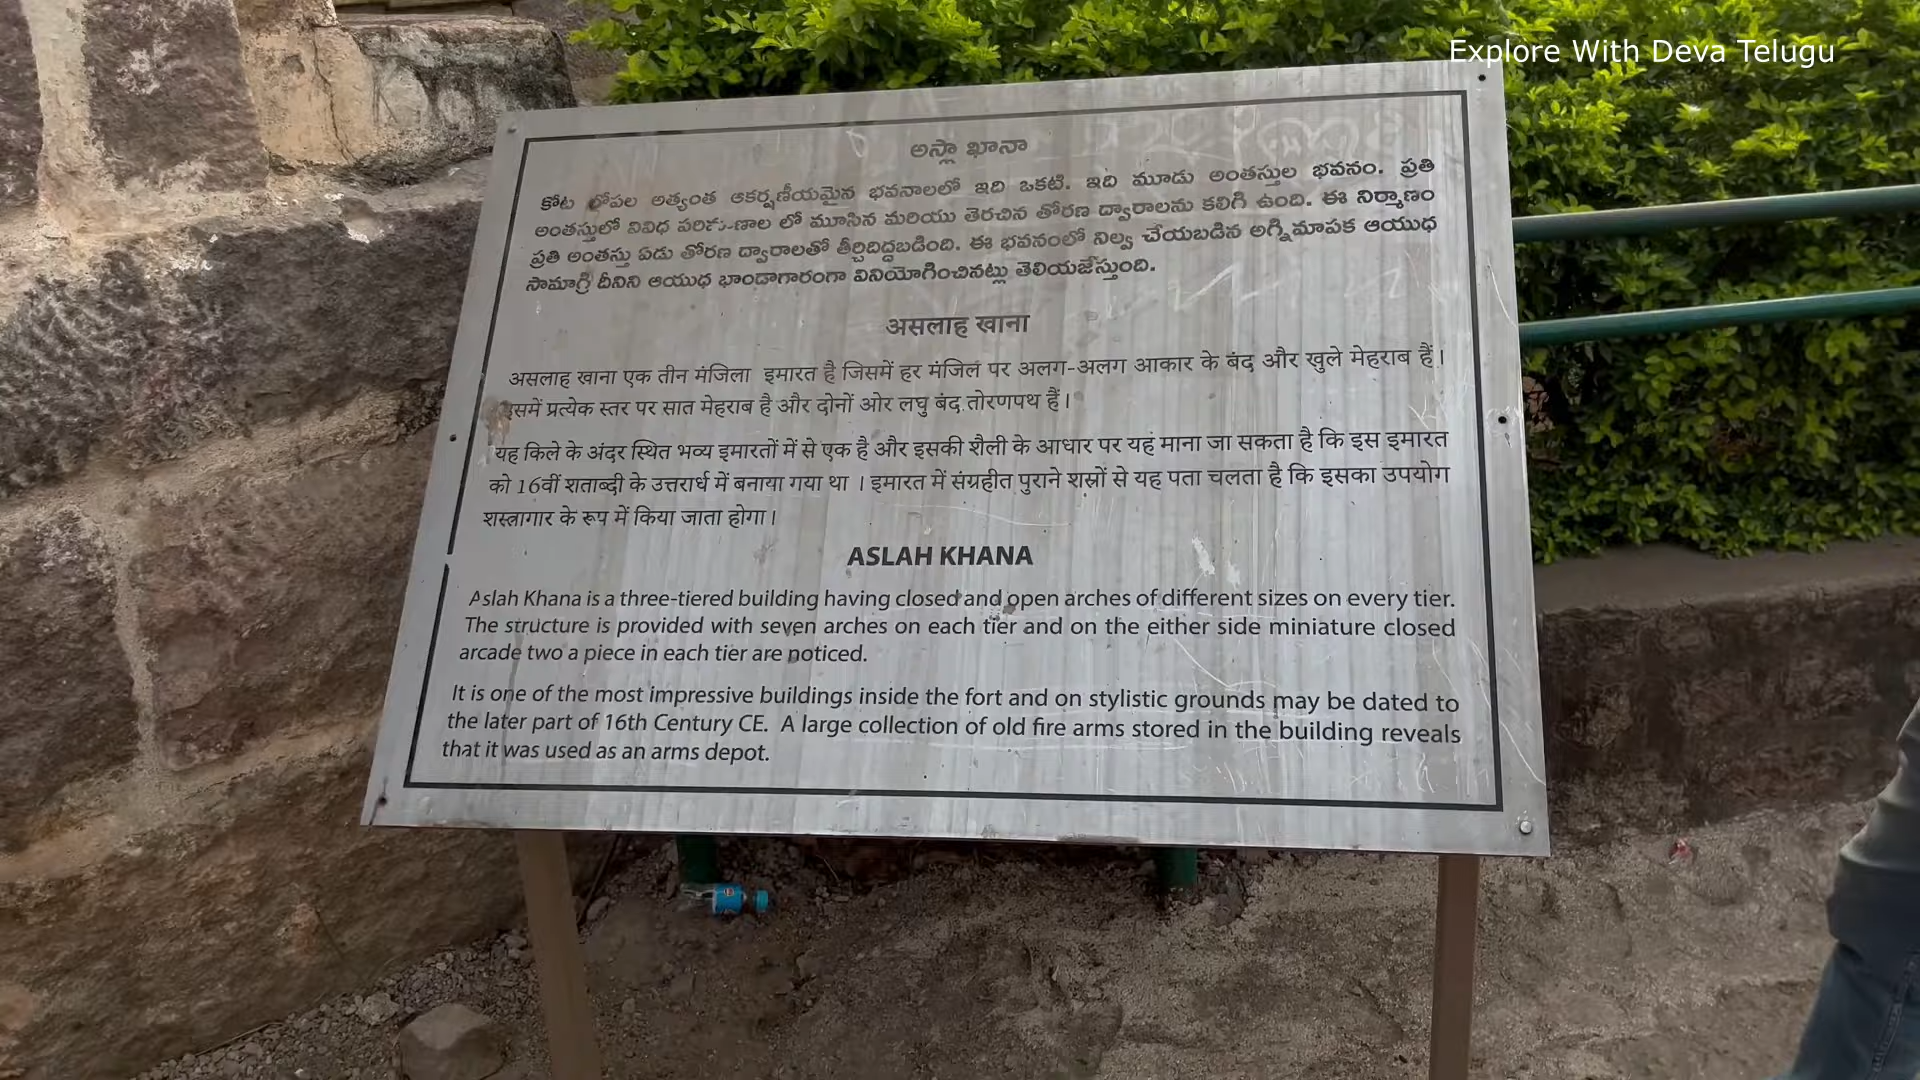 Explore With Deva Telugu
అస్లా ఖానా
కోట లోపల అత్యంత ఆకర్షణీయమైన భవనాలలో ఇది ఒకటి. ఇది మూడు అంతస్తుల భవనం. ప్రతి
అంతస్తులో వివిధ పరిమాణాల లో మూసిన మరియు తెరచిన తోరణ ద్వారాలను కలిగి ఉంది. ఈ నిర్మాణం
ప్రతి అంతస్తు ఏడు తోరణ ద్వారాలతో తీర్చిదిద్దబడింది. ఈ భవనంలో నిల్వ చేయబడిన అగ్నిమాపక ఆయుధ
సామాగ్రి దీనిని ఆయుధ భాండాగారంగా వినియోగించినట్లు తెలియజేస్తుంది.
असलाह खाना
असलाह खाना एक तीन मंजिला इमारत है जिसमें हर मंजिल पर अलग-अलग आकार के बंद और खुले मेहराब हैं।
इसमें प्रत्येक स्तर पर सात मेहराब है और दोनों ओर लघु बंद तोरणपथ हैं।
यह किले के अंदर स्थित भव्य इमारतों में से एक है और इसकी शैली के आधार पर यह माना जा सकता है कि इस इमारत
को 16वीं शताब्दी के उत्तरार्ध में बनाया गया था । इमारत में संग्रहीत पुराने शस्रों से यह पता चलता है कि इसका उपयोग
शस्त्रागार के रूप में किया जाता होगा।
ASLAH KHANA
Aslah Khana is a three-tiered building having closed and open arches of different sizes on every tier.
The structure is provided with seven arches on each tier and on the either side miniature closed
arcade two a piece in each tier are noticed.
It is one of the most impressive buildings inside the fort and on stylistic grounds may be dated to
the later part of 16th Century CE. A large collection of old fire arms stored in the building reveals
that it was used as an arms depot.